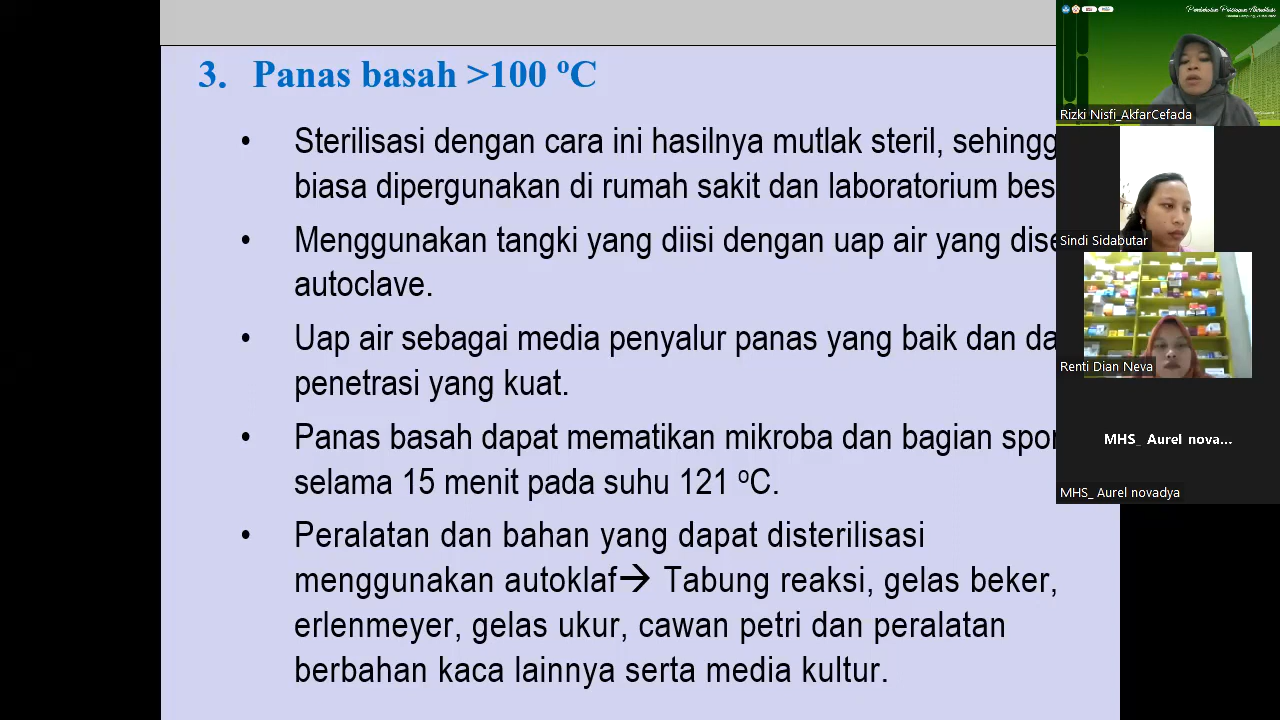 3. Panas basah >100 ºC
• Sterilisasi dengan cara ini hasilnya mutlak steril, sehingg
biasa dipergunakan di rumah sakit dan laboratorium bes
• Menggunakan tangki yang diisi dengan uap air yang dise
autoclave.
• Uap air sebagai media penyalur panas yang baik dan da
penetrasi yang kuat.
• Panas basah dapat mematikan mikroba dan bagian spor
selama 15 menit pada suhu 121 ºC.
• Peralatan dan bahan yang dapat disterilisasi
menggunakan autoklaf→ Tabung reaksi, gelas beker,
erlenmeyer, gelas ukur, cawan petri dan peralatan
berbahan kaca lainnya serta media kultur.
Rizki Nisfi_AkfarCefada
Sindi Sidabutar
Renti Dian Neva
MHS_ Aurel nova...
MHS_ Aurel novadya